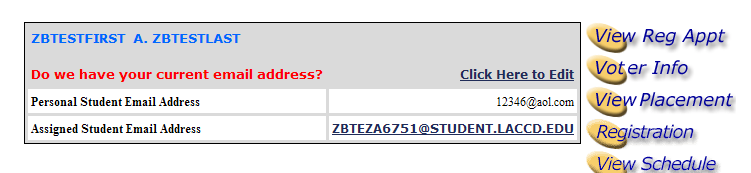 ZBTESTFIRST A. ZBTESTLAST
Do we have your current email address? Click Here to Edit
Personal Student Email Address 12346@aol.com
Assigned Student Email Address ZBTEZA6751@STUDENT.LACCD.EDU
View Reg Appt
Voter Info
View Placement
Registration
View Schedule